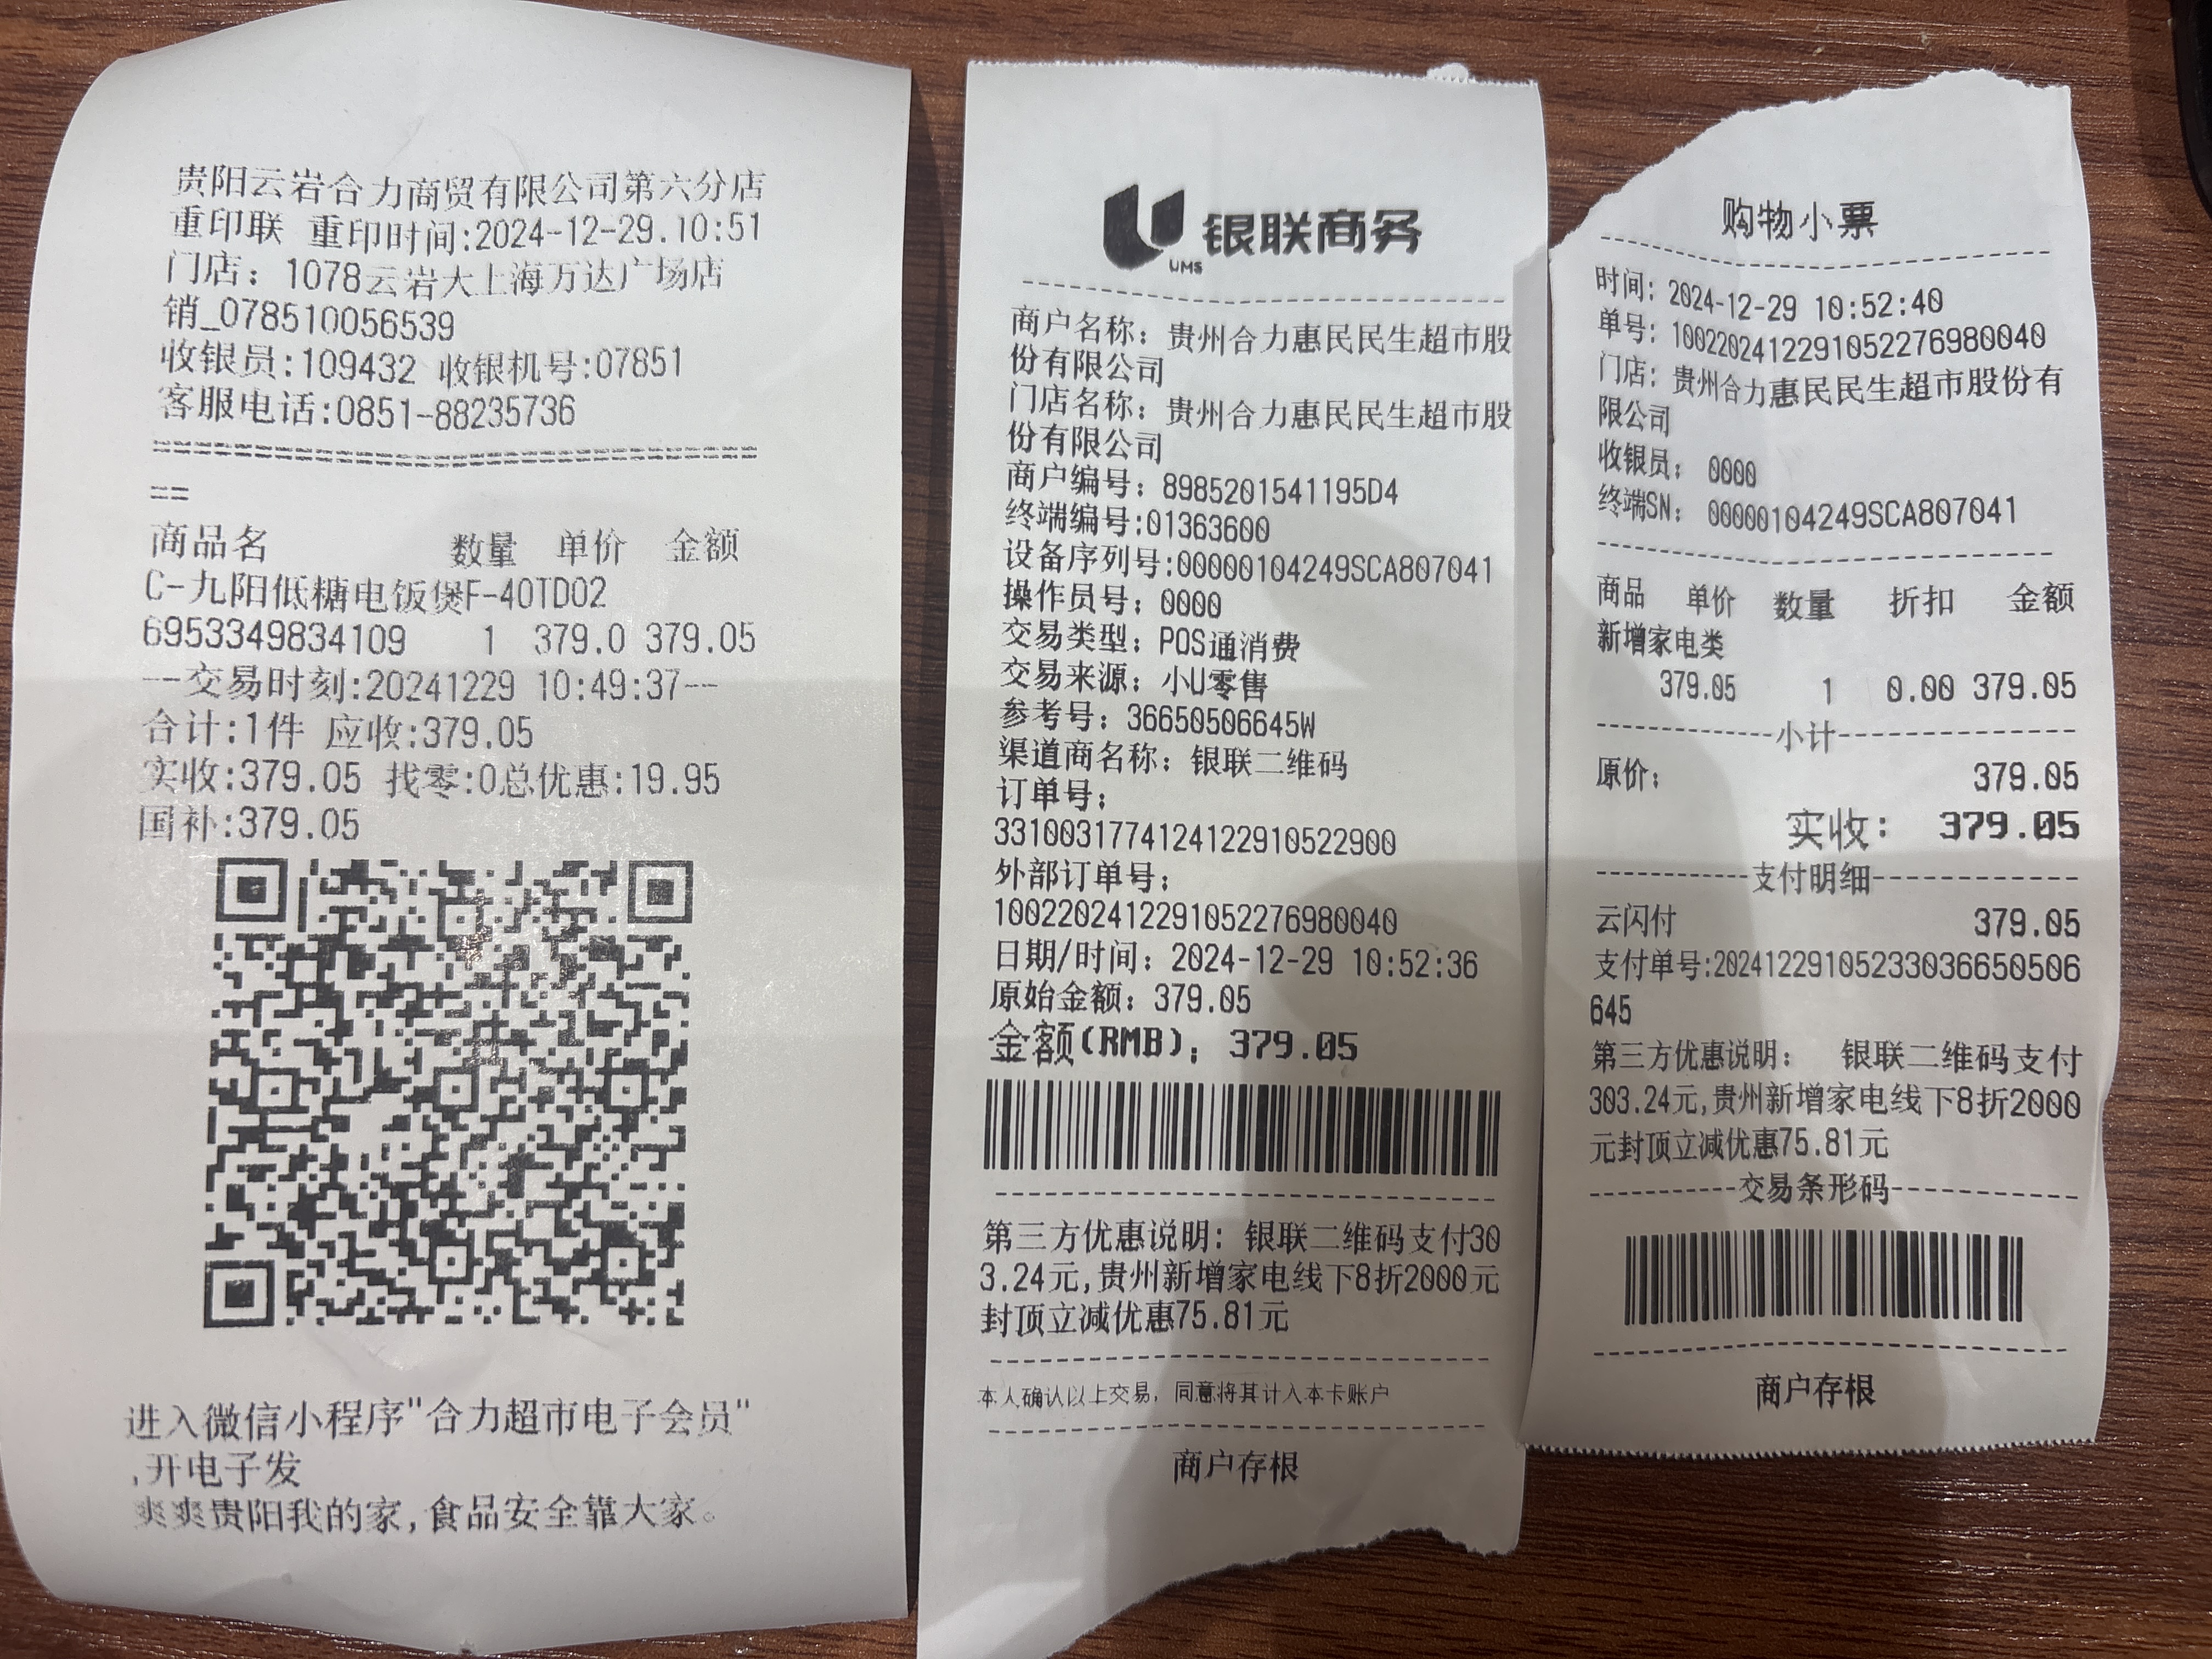 贵阳云岩合力商贸有限公司第六分店
重印联 重印时间:2024-12-29.10:51
门店：1078云岩大上海万达广场店
销_078510056539
收银员:109432 收银机号:07851
客服电话:0851-88235736
================================
==
商品名 数量 单价 金额
C-九阳低糖电饭煲F-40TD02
6953349834109 1 379.0 379.05
--交易时刻:20241229 10:49:37--
合计:1件 应收:379.05
实收:379.05 找零:0总优惠:19.95
国补:379.05
进入微信小程序"合力超市电子会员"
,开电子发
爽爽贵阳我的家,食品安全靠大家。
UMS 银联商务
商户名称：贵州合力惠民民生超市股
份有限公司
门店名称：贵州合力惠民民生超市股
份有限公司
商户编号：8985201541195D4
终端编号:01363600
设备序列号:00000104249SCA807041
操作员号：0000
交易类型：POS通消费
交易来源：小U零售
参考号：36650506645W
渠道商名称：银联二维码
订单号：
33100317741241229105229​00
外部订单号：
10022024122910522769​80040
日期/时间：2024-12-29 10:52:36
原始金额：379.05
金额(RMB)：379.05
第三方优惠说明：银联二维码支付30
3.24元,贵州新增家电线下8折2000元
封顶立减优惠75.81元
本人确认以上交易，同意将其计入本卡账户
商户存根
购物小票
时间：2024-12-29 10:52:40
单号：1002202412291052276980040
门店：贵州合力惠民民生超市股份有
限公司
收银员：0000
终端SN：00000104249SCA807041
商品 单价 数量 折扣 金额
新增家电类
379.05 1 0.00 379.05
小计
原价： 379.05
实收： 379.05
支付明细
云闪付 379.05
支付单号:20241229105233036650506
645
第三方优惠说明： 银联二维码支付
303.24元,贵州新增家电线下8折2000
元封顶立减优惠75.81元
交易条形码
商户存根